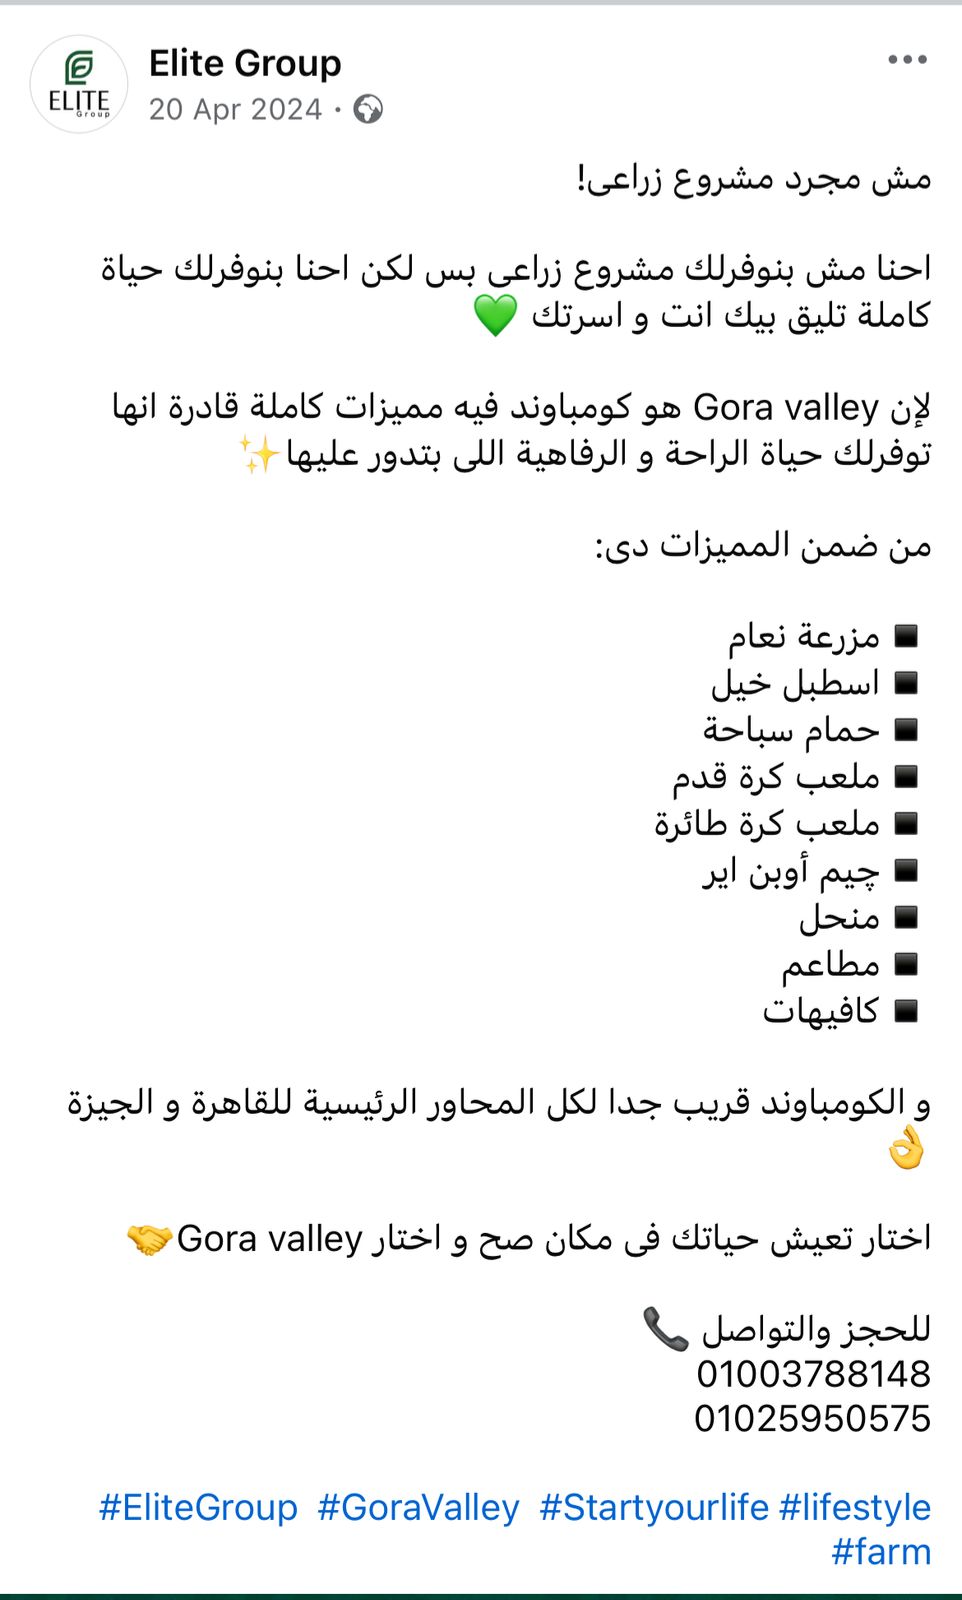 ELITE
Group
Elite Group
20 Apr 2024 ·
مش مجرد مشروع زراعى!
احنا مش بنوفرلك مشروع زراعى بس لكن احنا بنوفرلك حياة
كاملة تليق بيك انت و اسرتك 💚
لإن Gora valley هو كومباوند فيه مميزات كاملة قادرة انها
توفرلك حياة الراحة و الرفاهية اللى بتدور عليها✨
من ضمن المميزات دى:
▪️ مزرعة نعام
▪️ اسطبل خيل
▪️ حمام سباحة
▪️ ملعب كرة قدم
▪️ ملعب كرة طائرة
▪️ چيم أوبن اير
▪️ منحل
▪️ مطاعم
▪️ كافيهات
و الكومباوند قريب جدا لكل المحاور الرئيسية للقاهرة و الجيزة
👌
اختار تعيش حياتك فى مكان صح و اختار Gora valley🤝
للحجز والتواصل 📞
01003788148
01025950575
#EliteGroup #GoraValley #Startyourlife #lifestyle
#farm